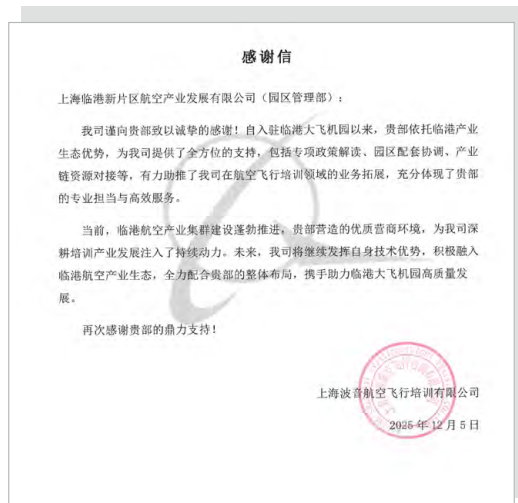 感谢信
上海临港新片区航空产业发展有限公司（园区管理部）：
我司谨向贵部致以诚挚的感谢！自入驻临港大飞机园以来，贵部依托临港产业
生态优势，为我司提供了全方位的支持，包括专项政策解读、园区配套协调、产业
链资源对接等，有力助推了我司在航空飞行培训领域的业务拓展，充分体现了贵部
的专业担当与高效服务。
当前，临港航空产业集群建设蓬勃推进，贵部营造的优质营商环境，为我司深
耕培训产业发展注入了持续动力。未来，我司将继续发挥自身技术优势，积极融入
临港航空产业生态，全力配合贵部的整体布局，携手助力临港大飞机园高质量发
展。
再次感谢贵部的鼎力支持！
上海波音航空飞行培训有限公司
2025 年 12 月 5 日